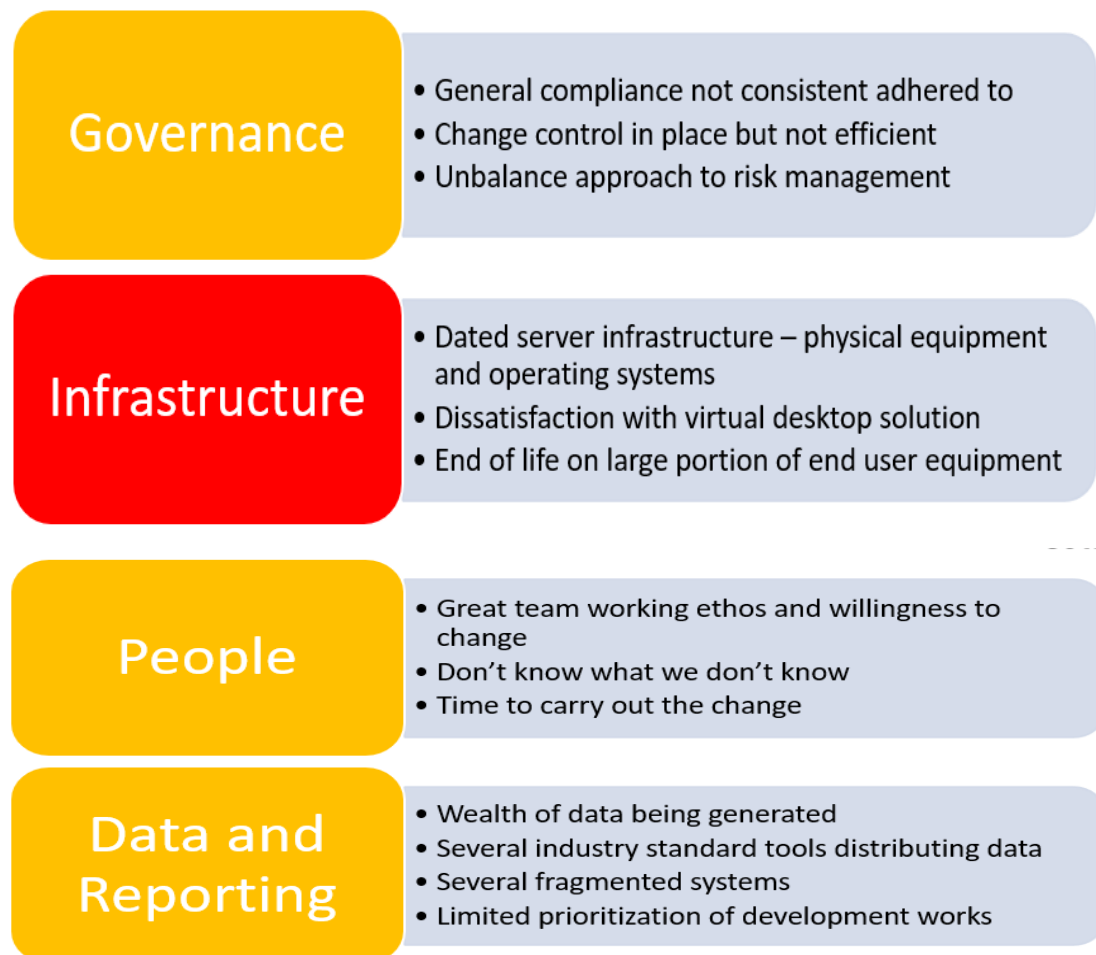 Governance
• General compliance not consistent adhered to
• Change control in place but not efficient
• Unbalance approach to risk management
Infrastructure
• Dated server infrastructure – physical equipment
and operating systems
• Dissatisfaction with virtual desktop solution
• End of life on large portion of end user equipment
People
• Great team working ethos and willingness to
change
• Don’t know what we don’t know
• Time to carry out the change
Data and
Reporting
• Wealth of data being generated
• Several industry standard tools distributing data
• Several fragmented systems
• Limited prioritization of development works